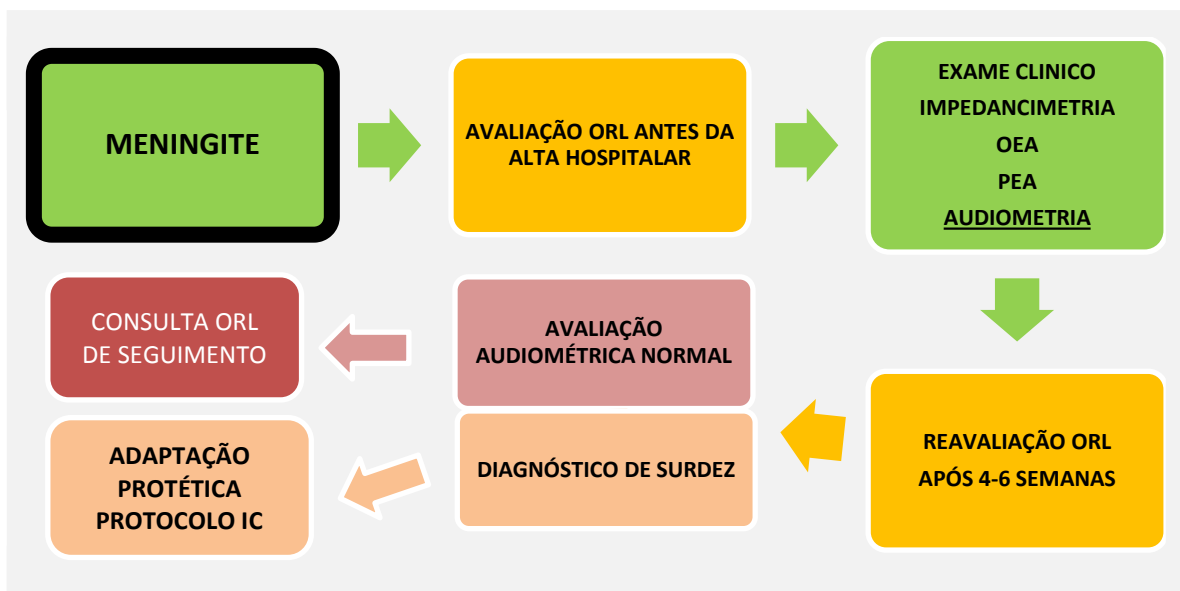 MENINGITE
AVALIAÇÃO ORL ANTES DA
ALTA HOSPITALAR
EXAME CLINICO
IMPEDANCIMETRIA
OEA
PEA
AUDIOMETRIA
REAVALIAÇÃO ORL
APÓS 4-6 SEMANAS
AVALIAÇÃO
AUDIOMÉTRICA NORMAL
CONSULTA ORL
DE SEGUIMENTO
DIAGNÓSTICO DE SURDEZ
ADAPTAÇÃO
PROTÉTICA
PROTOCOLO IC